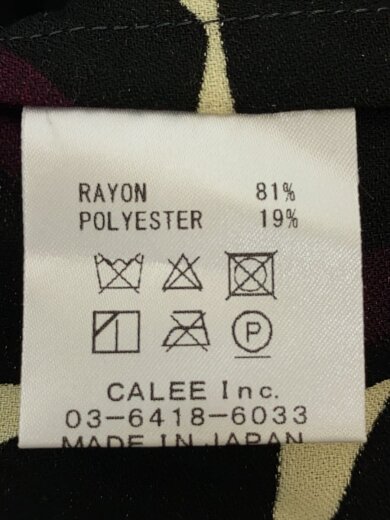 RAYON 81%
POLYESTER 19%
P
CALEE Inc.
03-6418-6033
MADE IN JAPAN